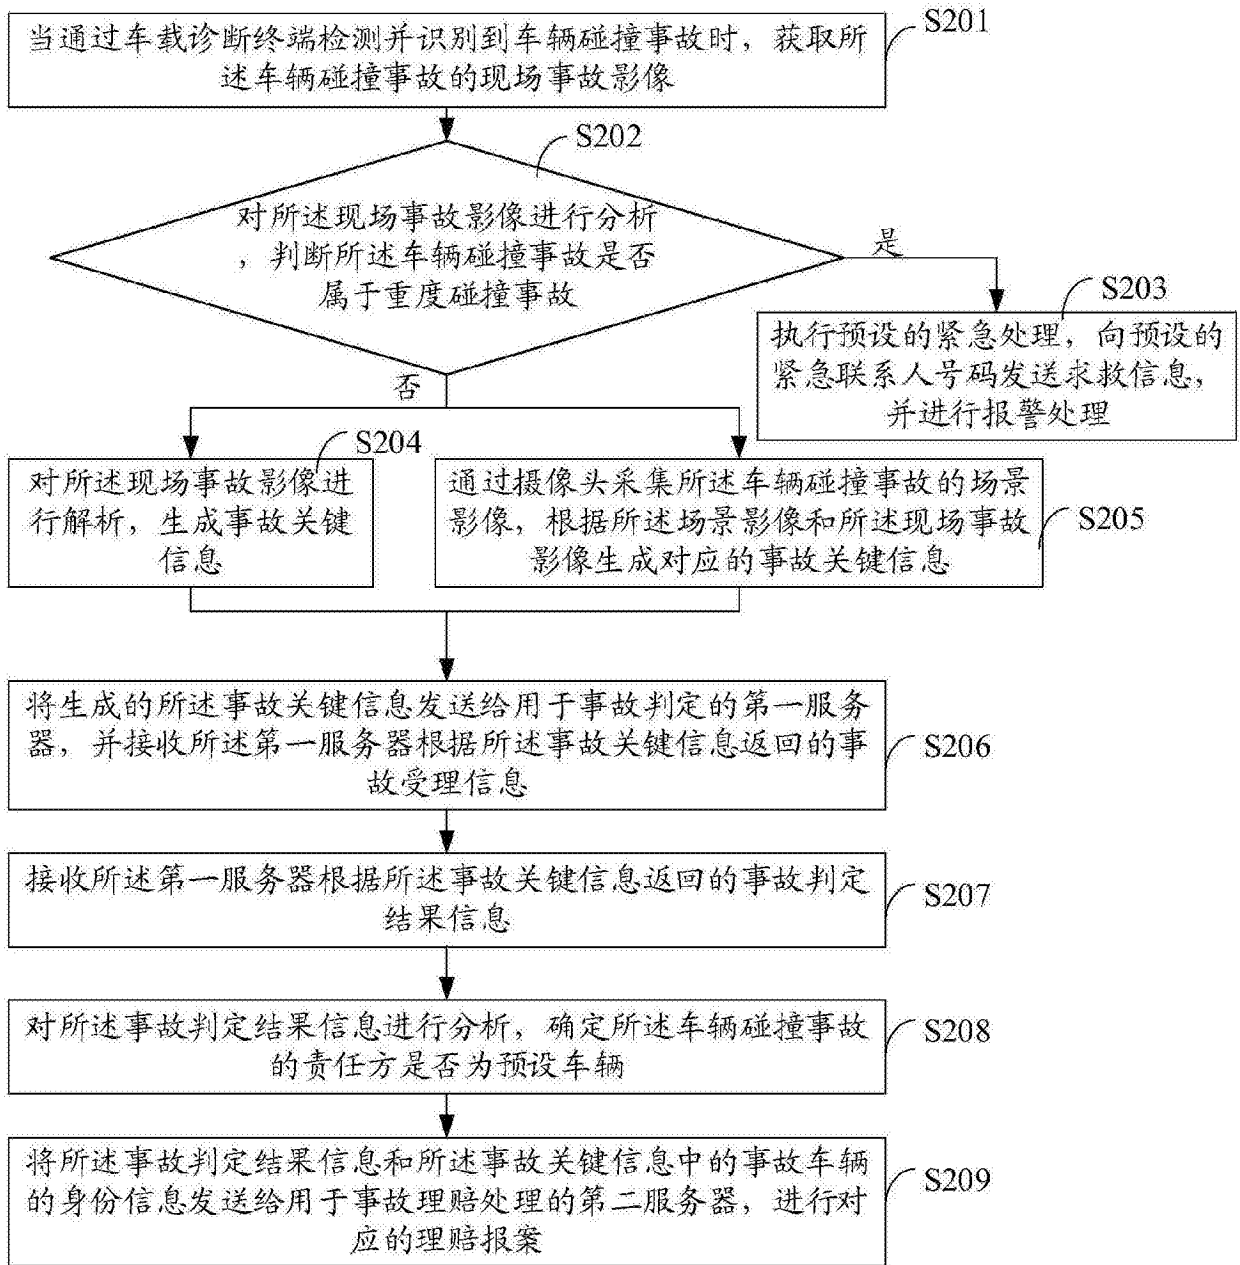 S201
当通过车载诊断终端检测并识别到车辆碰撞事故时，获取所
述车辆碰撞事故的现场事故影像
S202
对所述现场事故影像进行分析
，判断所述车辆碰撞事故是否
属于重度碰撞事故
是
S203
执行预设的紧急处理，向预设的
紧急联系人号码发送求救信息，
并进行报警处理
否
S204
对所述现场事故影像进
行解析，生成事故关键
信息
通过摄像头采集所述车辆碰撞事故的场景
影像，根据所述场景影像和所述现场事故
影像生成对应的事故关键信息
S205
将生成的所述事故关键信息发送给用于事故判定的第一服务
器，并接收所述第一服务器根据所述事故关键信息返回的事
故受理信息
S206
接收所述第一服务器根据所述事故关键信息返回的事故判定
结果信息
S207
对所述事故判定结果信息进行分析，确定所述车辆碰撞事故
的责任方是否为预设车辆
S208
将所述事故判定结果信息和所述事故关键信息中的事故车辆
的身份信息发送给用于事故理赔处理的第二服务器，进行对
应的理赔报案
S209